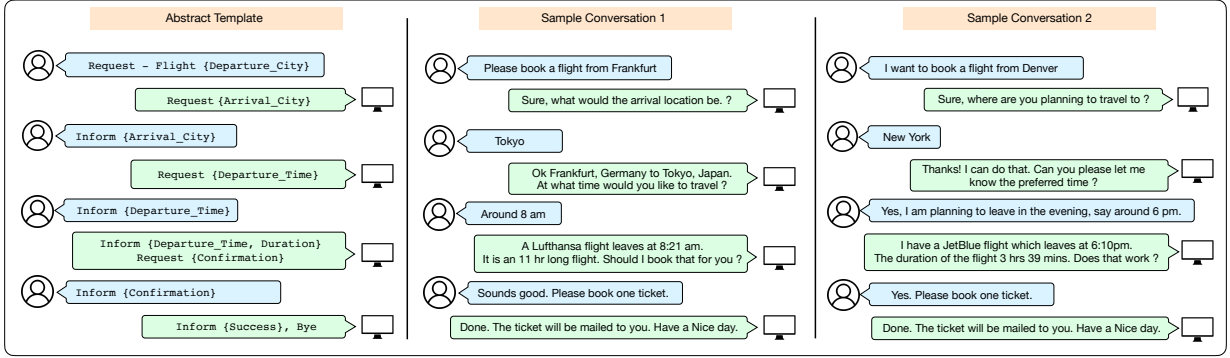 Abstract Template
Request - Flight {Departure_City}
Request {Arrival_City}
Inform {Arrival_City}
Request {Departure_Time}
Inform {Departure_Time}
Inform {Departure_Time, Duration}
Request {Confirmation}
Inform {Confirmation}
Inform {Success}, Bye
Sample Conversation 1
Please book a flight from Frankfurt
Sure, what would the arrival location be. ?
Tokyo
Ok Frankfurt, Germany to Tokyo, Japan.
At what time would you like to travel ?
Around 8 am
A Lufthansa flight leaves at 8:21 am.
It is an 11 hr long flight. Should I book that for you ?
Sounds good. Please book one ticket.
Done. The ticket will be mailed to you. Have a Nice day.
Sample Conversation 2
I want to book a flight from Denver
Sure, where are you planning to travel to ?
New York
Thanks! I can do that. Can you please let me
know the preferred time ?
Yes, I am planning to leave in the evening, say around 6 pm.
I have a JetBlue flight which leaves at 6:10pm.
The duration of the flight 3 hrs 39 mins. Does that work ?
Yes. Please book one ticket.
Done. The ticket will be mailed to you. Have a Nice day.